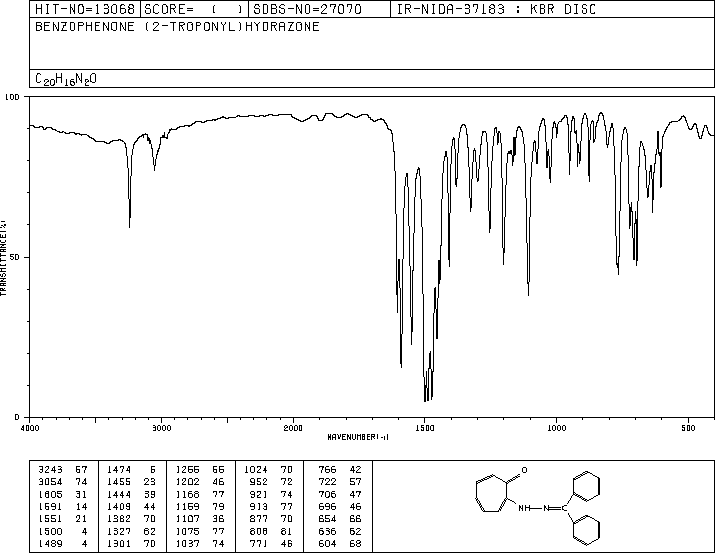 HIT-NO=13068 SCORE= ( ) SDBS-NO=27070 IR-NIDA-37183 : KBR DISC
BENZOPHENONE (2-TROPONYL)HYDRAZONE
C20H16N2O
TRANSMITTANCE(%)
100
50
0
4000 3000 2000 1500 1000 500
WAVENUMBER(-1)
3243 57 1474 6 1256 55 1024 70 766 42
3054 74 1455 23 1202 46 952 72 722 57
1605 31 1444 39 1168 77 921 74 706 47
1591 14 1409 44 1159 79 913 77 696 46
1551 21 1382 70 1107 36 877 70 654 66
1500 4 1327 62 1075 77 808 81 636 62
1489 4 1301 70 1037 74 771 46 604 68
O
NH N C